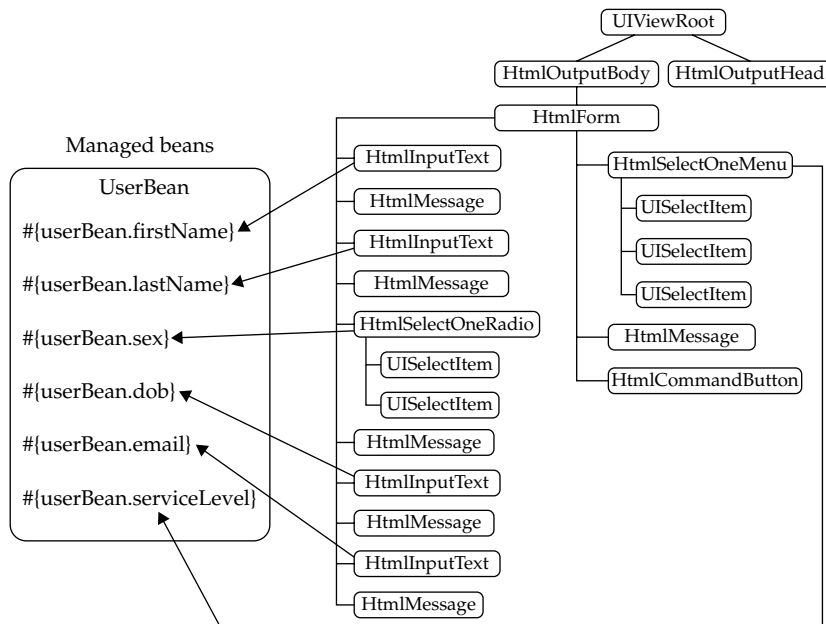 UIViewRoot
HtmlOutputBody
HtmlOutputHead
HtmlForm
Managed beans
UserBean
#{userBean.firstName}
#{userBean.lastName}
#{userBean.sex}
#{userBean.dob}
#{userBean.email}
#{userBean.serviceLevel}
HtmlInputText
HtmlMessage
HtmlInputText
HtmlMessage
HtmlSelectOneRadio
UISelectItem
UISelectItem
HtmlMessage
HtmlInputText
HtmlMessage
HtmlInputText
HtmlMessage
HtmlSelectOneMenu
UISelectItem
UISelectItem
UISelectItem
HtmlMessage
HtmlCommandButton